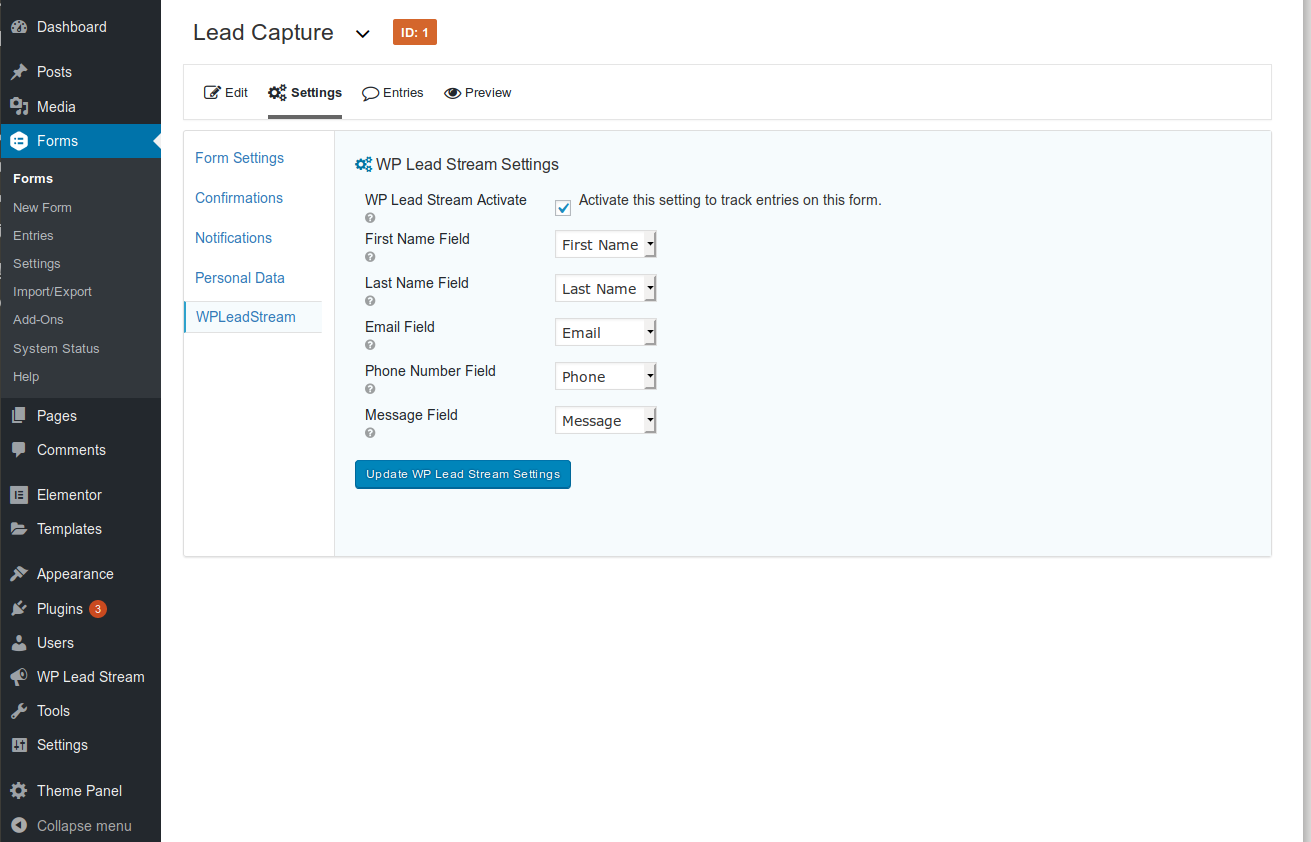 Dashboard
Posts
Media
Forms
Forms
New Form
Entries
Settings
Import/Export
Add-Ons
System Status
Help
Pages
Comments
Elementor
Templates
Appearance
Plugins 3
Users
WP Lead Stream
Tools
Settings
Theme Panel
Collapse menu
Lead Capture ID: 1
Edit Settings Entries Preview
Form Settings
Confirmations
Notifications
Personal Data
WPLeadStream
WP Lead Stream Settings
WP Lead Stream Activate Activate this setting to track entries on this form.
First Name Field First Name
Last Name Field Last Name
Email Field Email
Phone Number Field Phone
Message Field Message
Update WP Lead Stream Settings